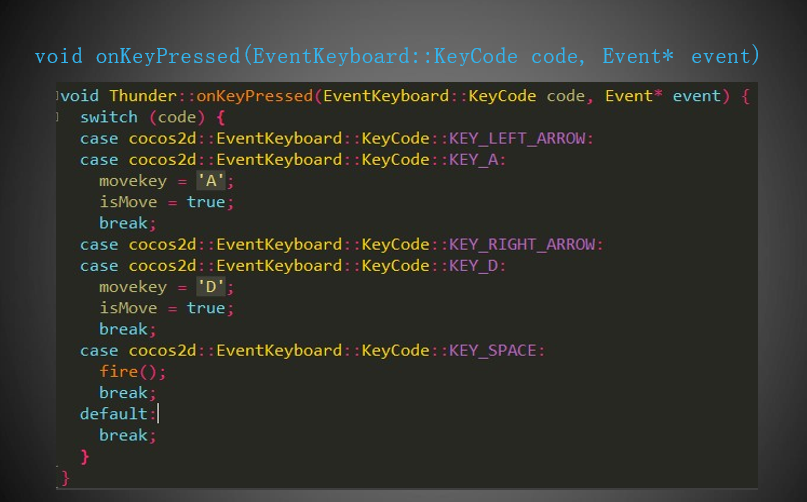 void onKeyPressed(EventKeyboard::KeyCode code, Event* event)
void Thunder::onKeyPressed(EventKeyboard::KeyCode code, Event* event) {
switch (code) {
case cocos2d::EventKeyboard::KeyCode::KEY_LEFT_ARROW:
case cocos2d::EventKeyboard::KeyCode::KEY_A:
movekey = 'A';
isMove = true;
break;
case cocos2d::EventKeyboard::KeyCode::KEY_RIGHT_ARROW:
case cocos2d::EventKeyboard::KeyCode::KEY_D:
movekey = 'D';
isMove = true;
break;
case cocos2d::EventKeyboard::KeyCode::KEY_SPACE:
fire();
break;
default:
break;
}
}